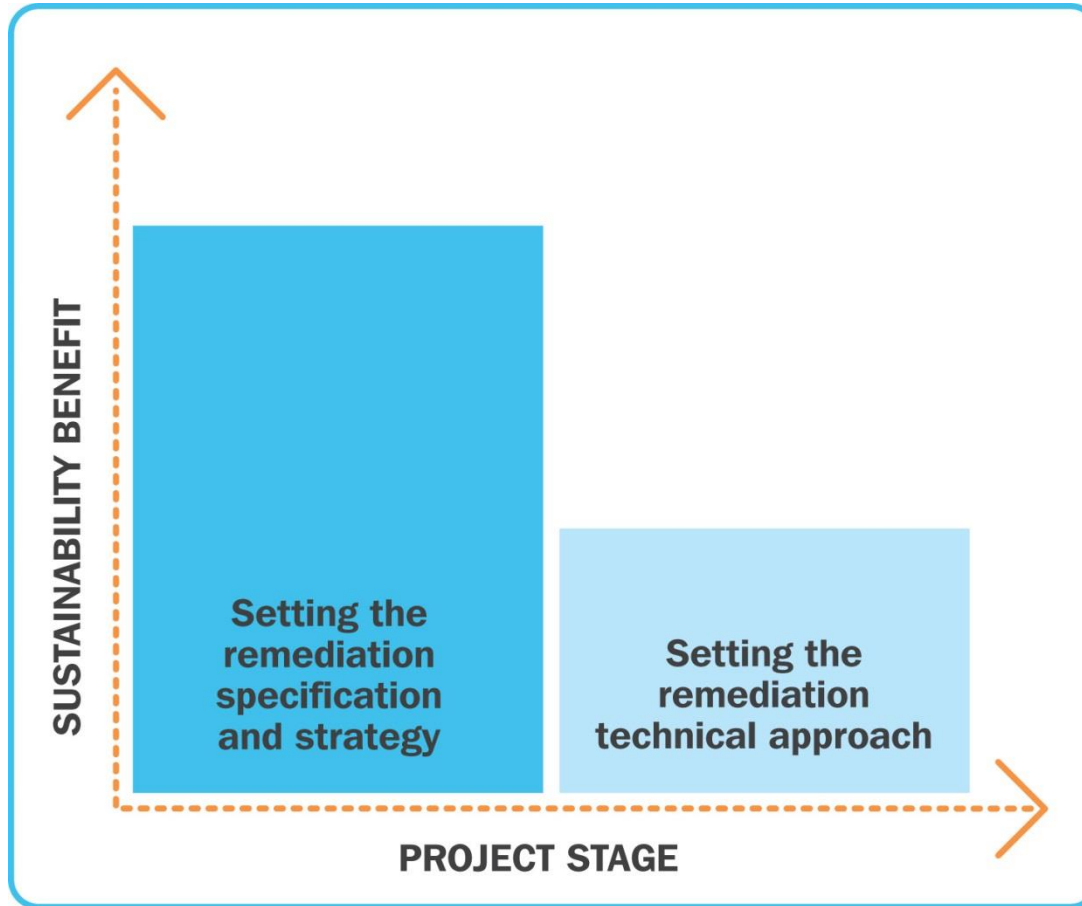 SUSTAINABILITY BENEFIT
Setting the
remediation
specification
and strategy
Setting the
remediation
technical approach
PROJECT STAGE